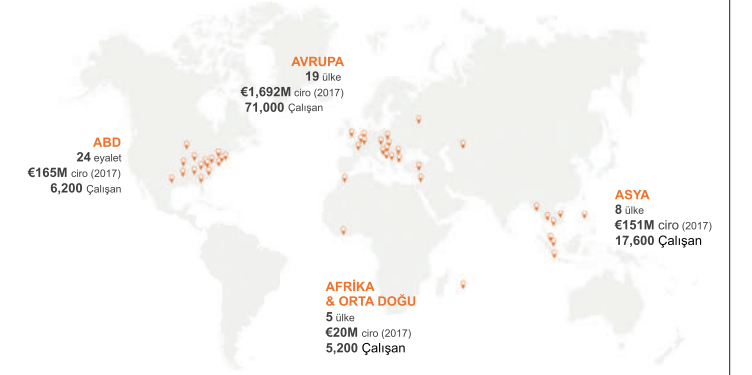 AVRUPA
19 ülke
€1,692M ciro (2017)
71,000 Çalışan
ABD
24 eyalet
€165M ciro (2017)
6,200 Çalışan
ASYA
8 ülke
€151M ciro (2017)
17,600 Çalışan
AFRİKA
& ORTA DOĞU
5 ülke
€20M ciro (2017)
5,200 Çalışan